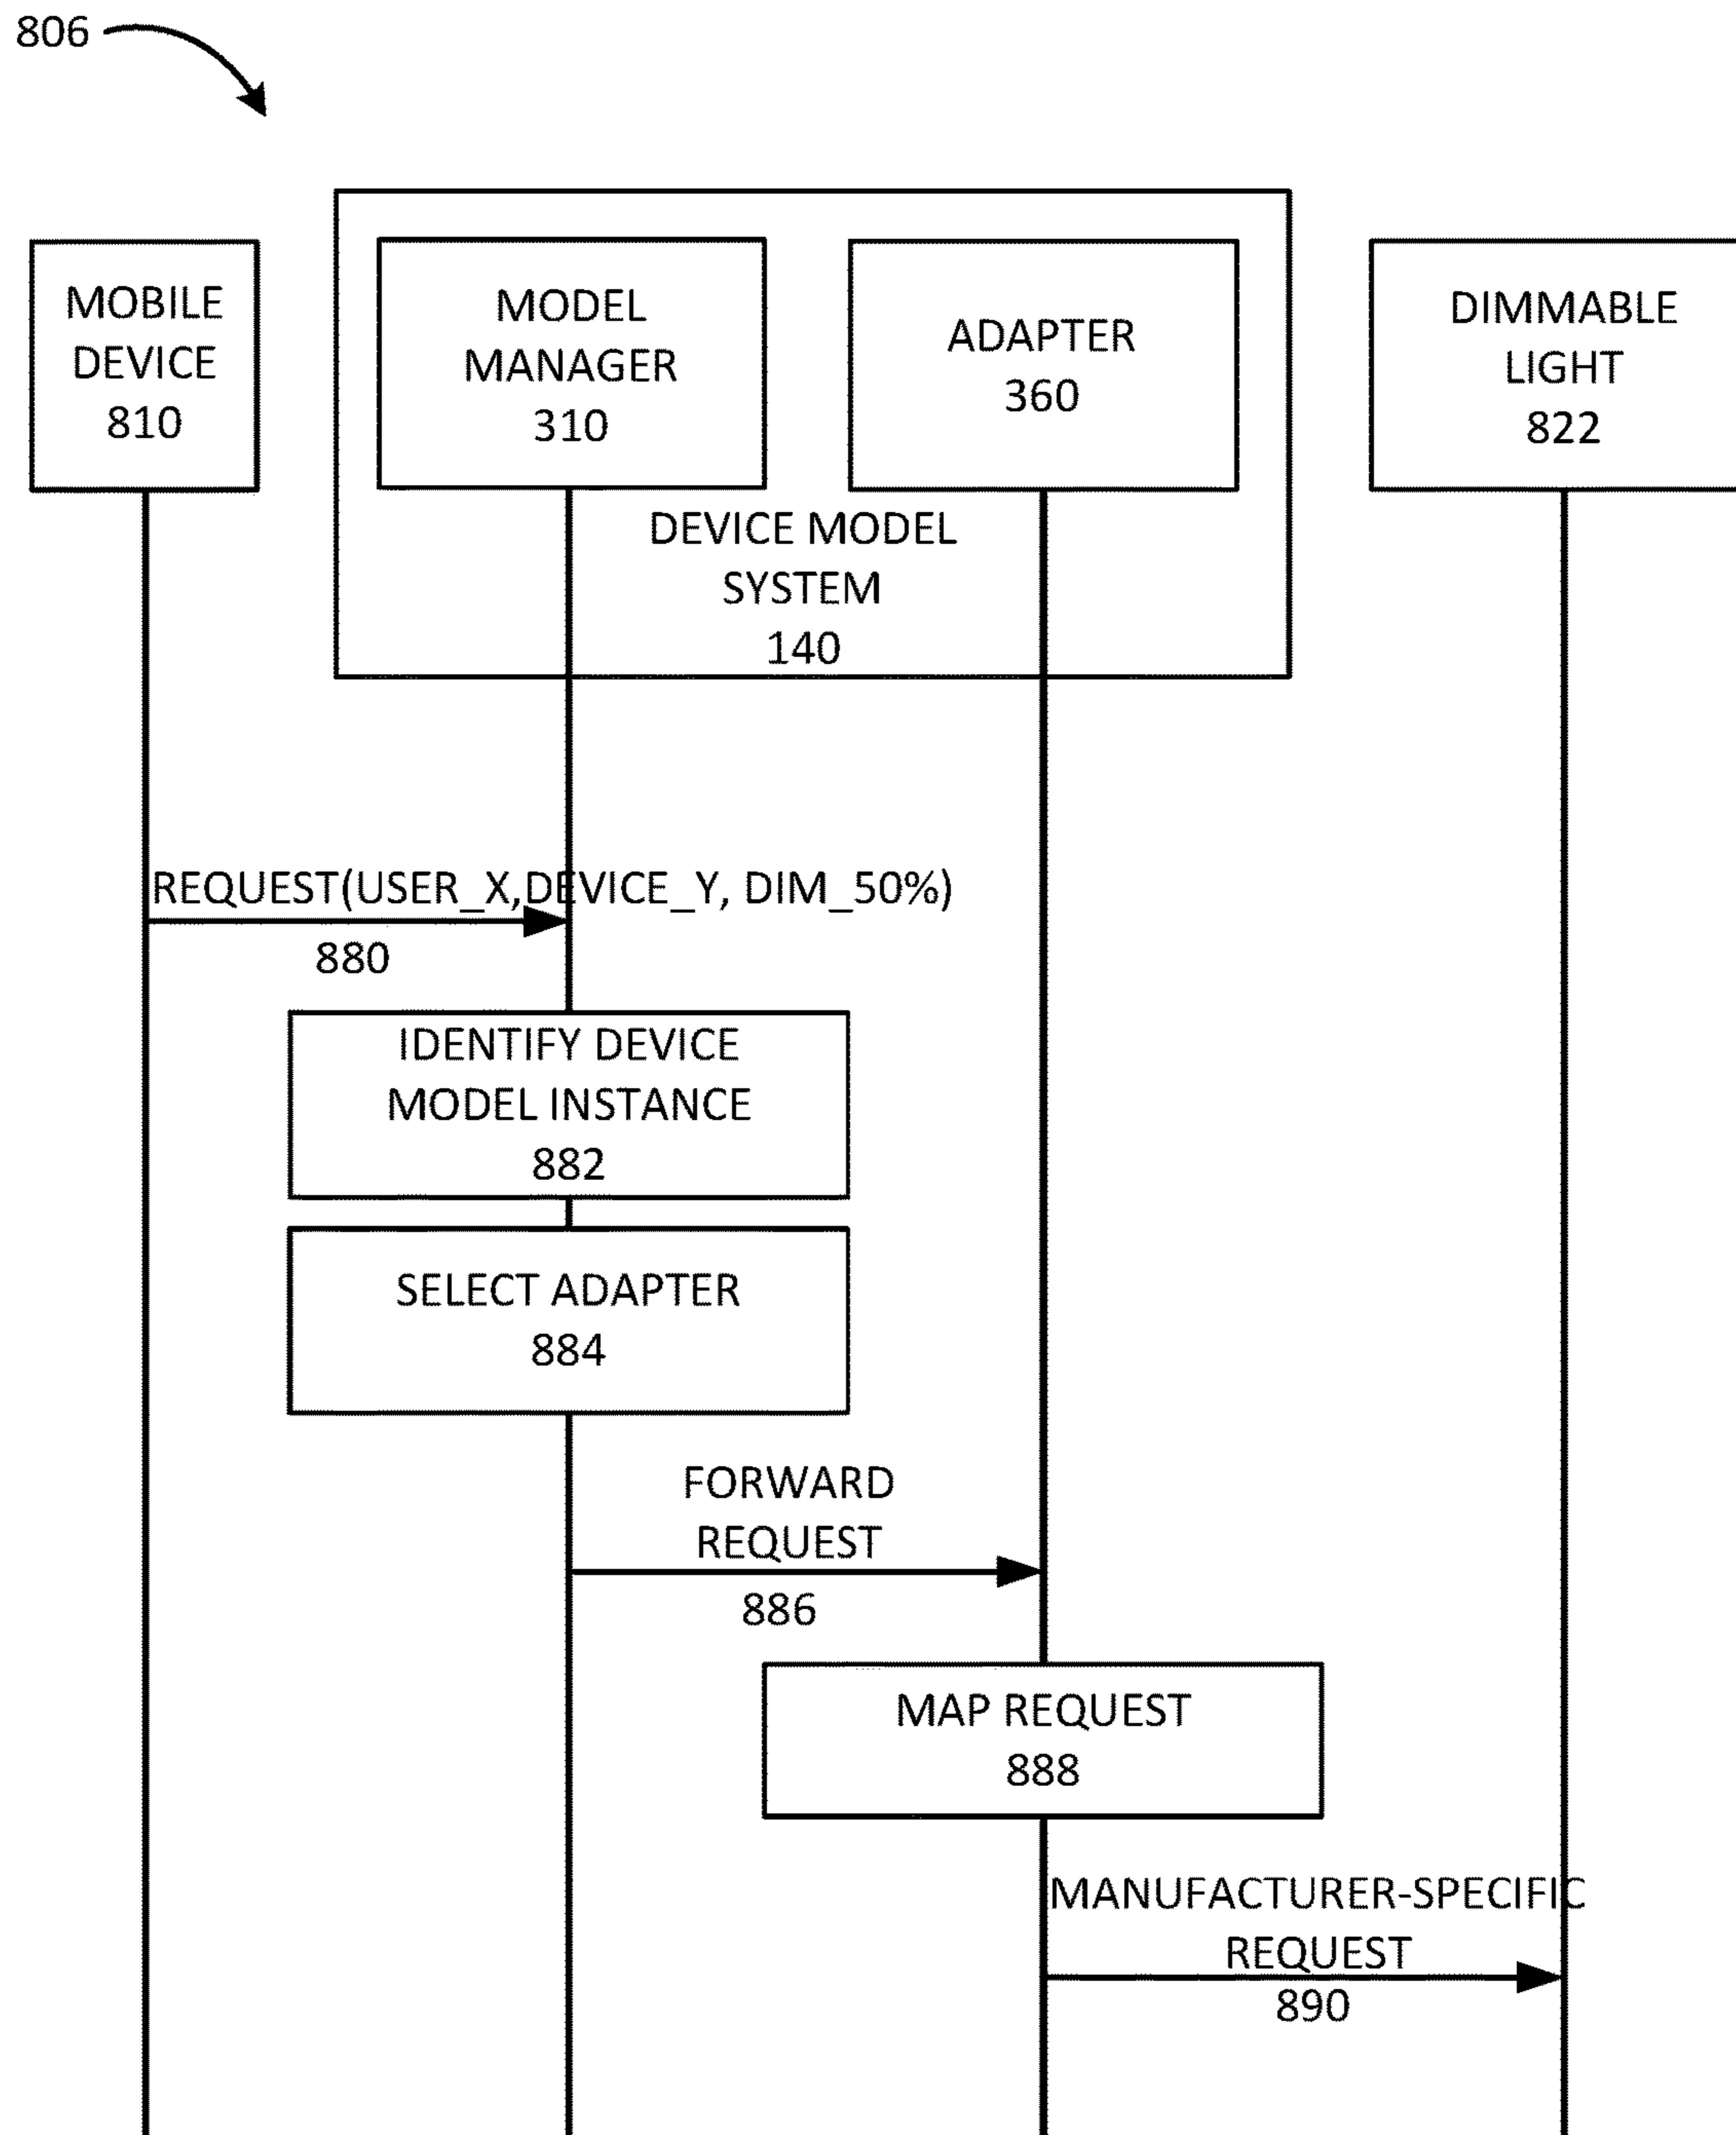 806
MOBILE
DEVICE
810
MODEL
MANAGER
310
ADAPTER
360
DIMMABLE
LIGHT
822
DEVICE MODEL
SYSTEM
140
REQUEST(USER_X,DEVICE_Y, DIM_50%)
880
IDENTIFY DEVICE
MODEL INSTANCE
882
SELECT ADAPTER
884
FORWARD
REQUEST
886
MAP REQUEST
888
MANUFACTURER-SPECIFIC
REQUEST
890